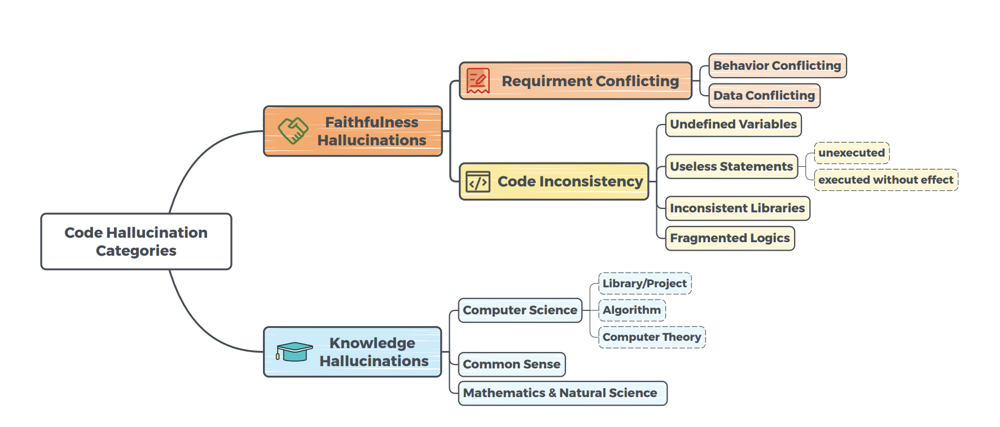 Code Hallucination
Categories
Faithfulness
Hallucinations
Requirment Conflicting
Behavior Conflicting
Data Conflicting
Code Inconsistency
Undefined Variables
Useless Statements
unexecuted
executed without effect
Inconsistent Libraries
Fragmented Logics
Knowledge
Hallucinations
Computer Science
Library/Project
Algorithm
Computer Theory
Common Sense
Mathematics & Natural Science